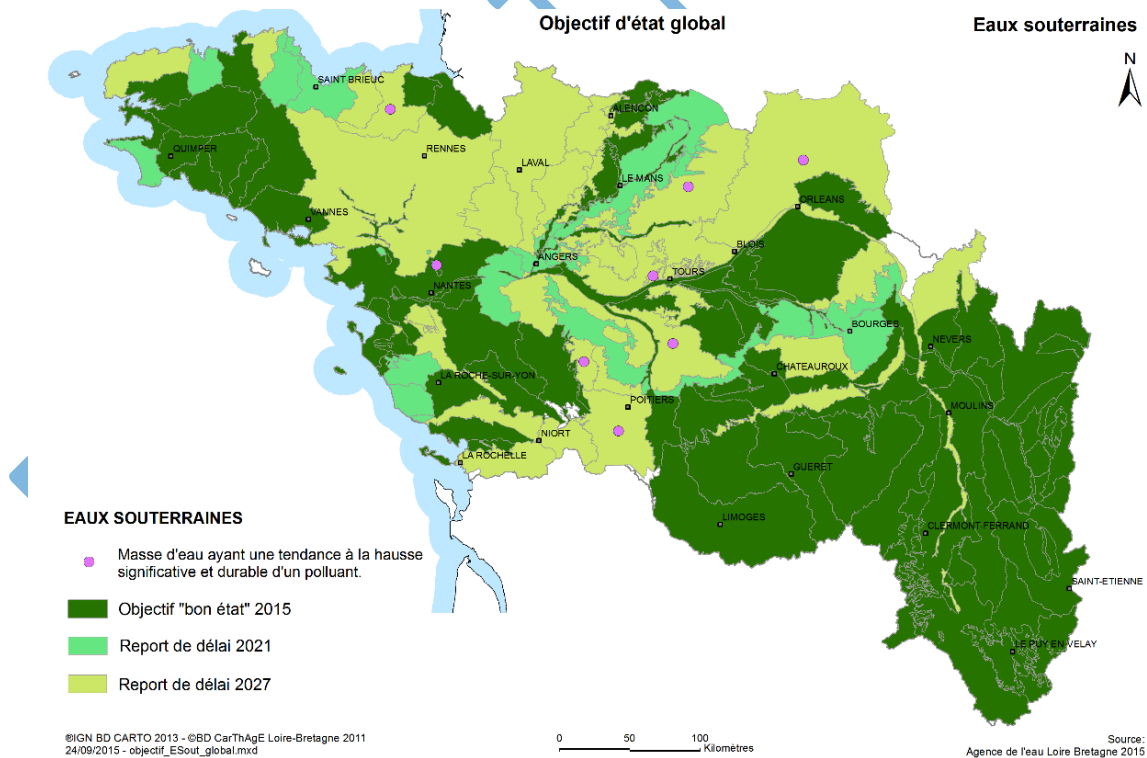 Objectif d'état global
Eaux souterraines
N
SAINT BRIEUC
ALENCON
QUIMPER
RENNES
LAVAL
LE MANS
ORLEANS
VANNES
BLOIS
ANGERS
TOURS
NANTES
BOURGES
NEVERS
CHATEAUROUX
LA ROCHE-SUR-YON
POITIERS
MOULINS
NIORT
LA ROCHELLE
GUERET
LIMOGES
CLERMONT-FERRAND
SAINT-ETIENNE
LE PUY EN-VELAY
EAUX SOUTERRAINES
Masse d'eau ayant une tendance à la hausse
significative et durable d'un polluant.
Objectif "bon état" 2015
Report de délai 2021
Report de délai 2027
®IGN BD CARTO 2013 - ©BD CarThAgE Loire-Bretagne 2011
24/09/2015 - objectif_ESout_global.mxd
0 50 100
Kilomètres
Source:
Agence de l'eau Loire Bretagne 2015